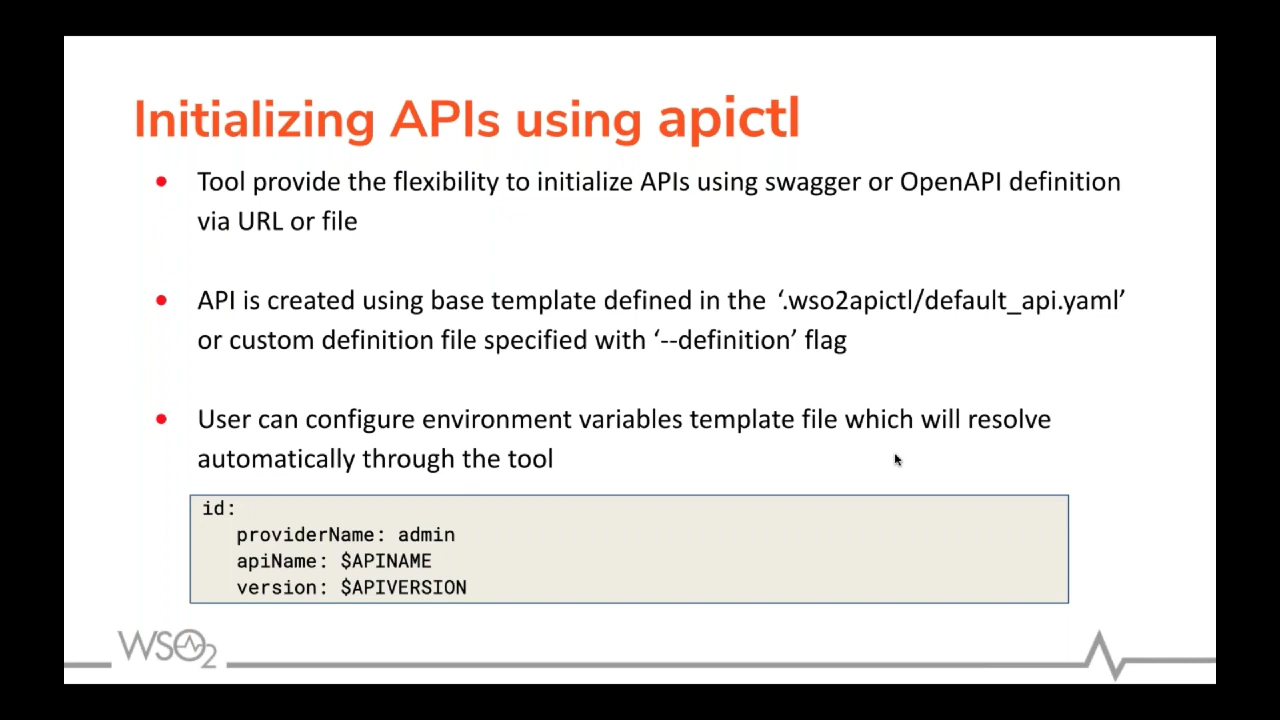 Initializing APIs using apictl
• Tool provide the flexibility to initialize APIs using swagger or OpenAPI definition
via URL or file
• API is created using base template defined in the ‘.wso2apictl/default_api.yaml’
or custom definition file specified with ‘--definition’ flag
• User can configure environment variables template file which will resolve
automatically through the tool
id:
   providerName: admin
   apiName: $APINAME
   version: $APIVERSION
WSO2